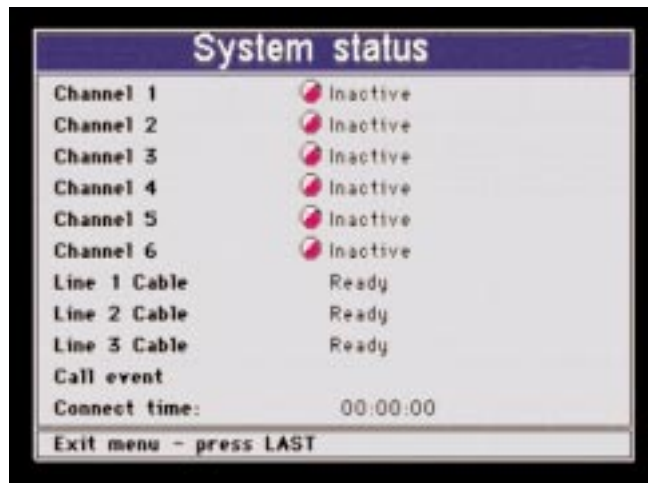 System status
Channel 1 Inactive
Channel 2 Inactive
Channel 3 Inactive
Channel 4 Inactive
Channel 5 Inactive
Channel 6 Inactive
Line 1 Cable Ready
Line 2 Cable Ready
Line 3 Cable Ready
Call event
Connect time: 00:00:00
Exit menu - press LAST